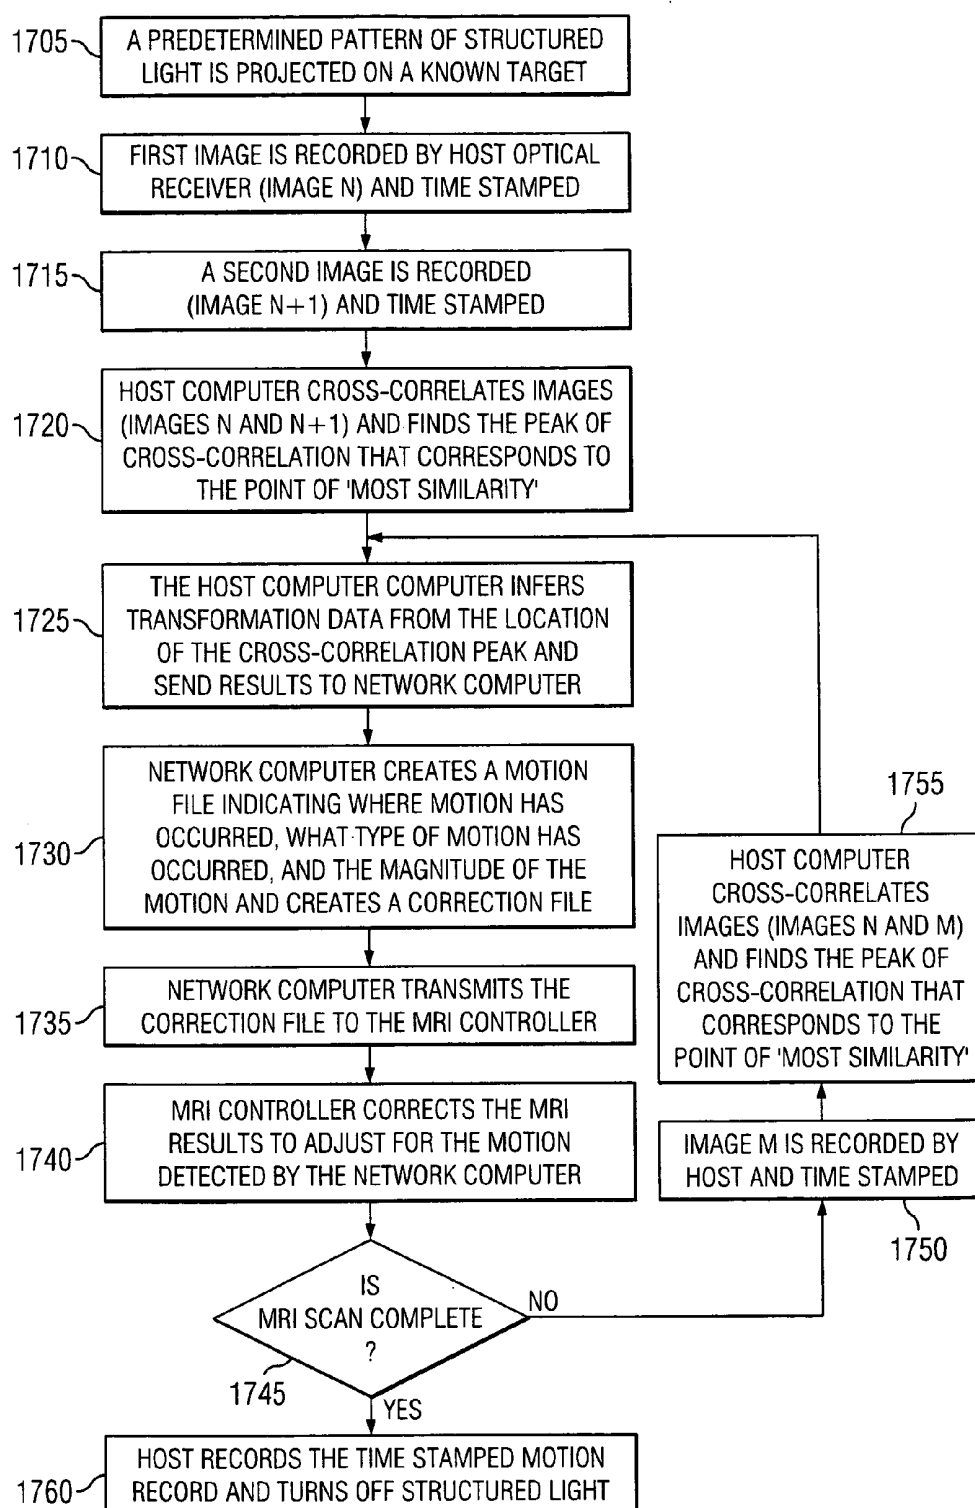 1705
A PREDETERMINED PATTERN OF STRUCTURED
LIGHT IS PROJECTED ON A KNOWN TARGET
1710
FIRST IMAGE IS RECORDED BY HOST OPTICAL
RECEIVER (IMAGE N) AND TIME STAMPED
1715
A SECOND IMAGE IS RECORDED
(IMAGE N+1) AND TIME STAMPED
1720
HOST COMPUTER CROSS-CORRELATES IMAGES
(IMAGES N AND N+1) AND FINDS THE PEAK OF
CROSS-CORRELATION THAT CORRESPONDS TO
THE POINT OF 'MOST SIMILARITY'
1725
THE HOST COMPUTER COMPUTER INFERS
TRANSFORMATION DATA FROM THE LOCATION
OF THE CROSS-CORRELATION PEAK AND
SEND RESULTS TO NETWORK COMPUTER
1730
NETWORK COMPUTER CREATES A MOTION
FILE INDICATING WHERE MOTION HAS
OCCURRED, WHAT TYPE OF MOTION HAS
OCCURRED, AND THE MAGNITUDE OF THE
MOTION AND CREATES A CORRECTION FILE
1735
NETWORK COMPUTER TRANSMITS THE
CORRECTION FILE TO THE MRI CONTROLLER
1740
MRI CONTROLLER CORRECTS THE MRI
RESULTS TO ADJUST FOR THE MOTION
DETECTED BY THE NETWORK COMPUTER
IS
MRI SCAN COMPLETE
?
1745
NO
YES
1755
HOST COMPUTER
CROSS-CORRELATES
IMAGES (IMAGES N AND M)
AND FINDS THE PEAK OF
CROSS-CORRELATION THAT
CORRESPONDS TO THE
POINT OF 'MOST SIMILARITY'
IMAGE M IS RECORDED BY
HOST AND TIME STAMPED
1750
1760
HOST RECORDS THE TIME STAMPED MOTION
RECORD AND TURNS OFF STRUCTURED LIGHT